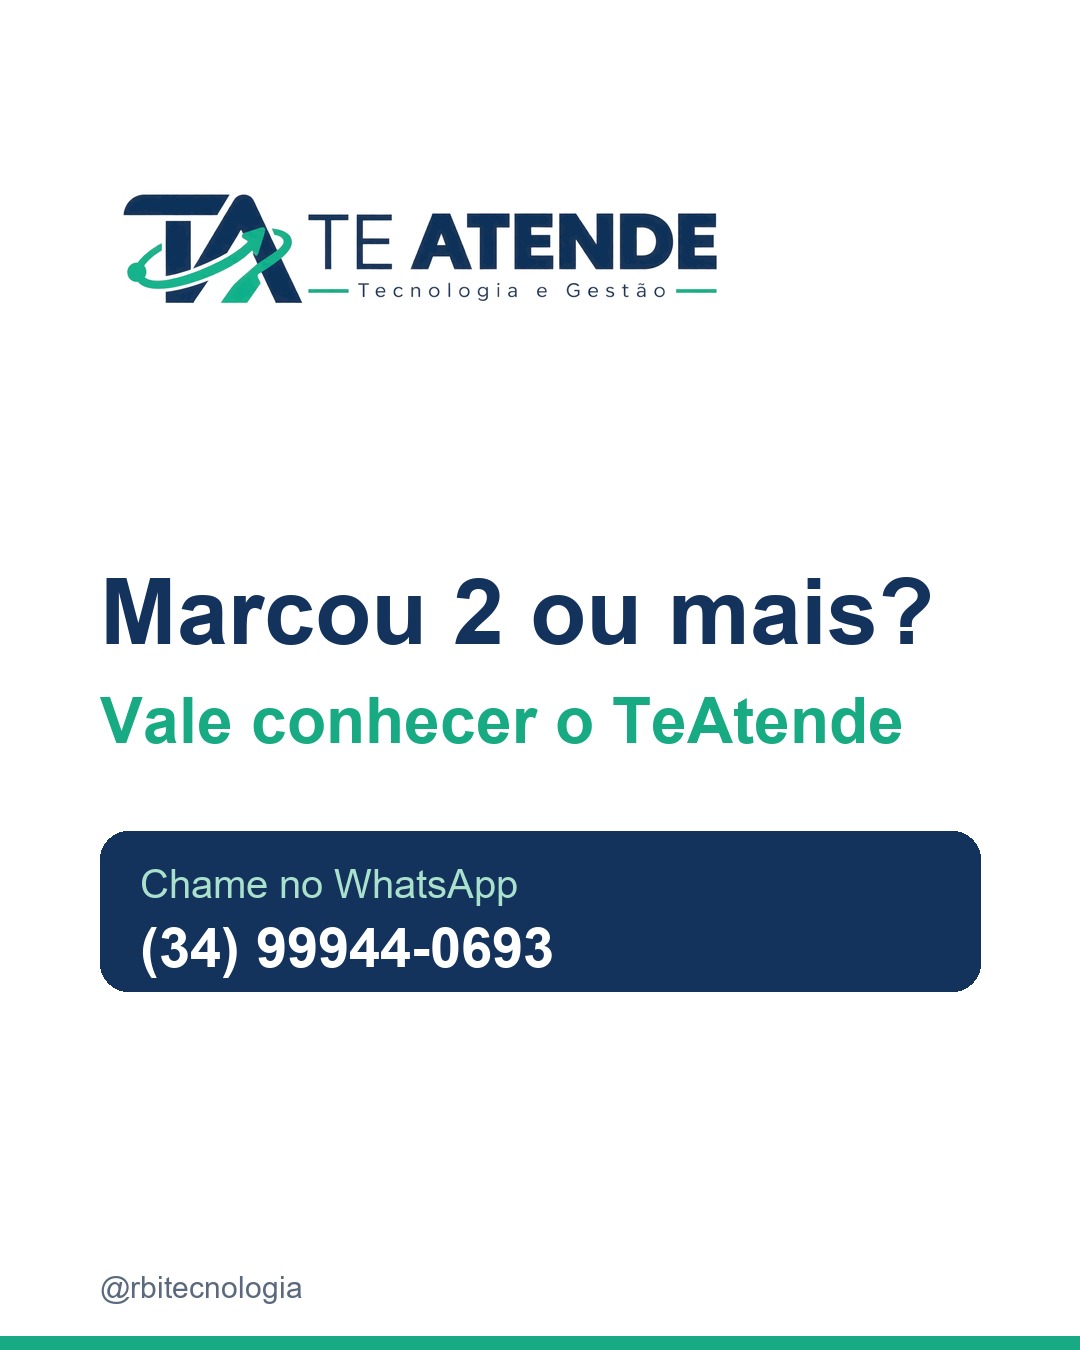 TE ATENDE
Tecnologia e Gestão
Marcou 2 ou mais?
Vale conhecer o TeAtende
Chame no WhatsApp
(34) 99944-0693
@rbitecnologia